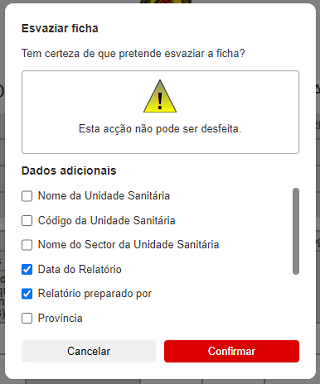 Esvaziar ficha
Tem certeza de que pretende esvaziar a ficha?
Esta acção não pode ser desfeita.
Dados adicionais
Nome da Unidade Sanitária
Código da Unidade Sanitária
Nome do Sector da Unidade Sanitária
Data do Relatório
Relatório preparado por
Província
Cancelar
Confirmar